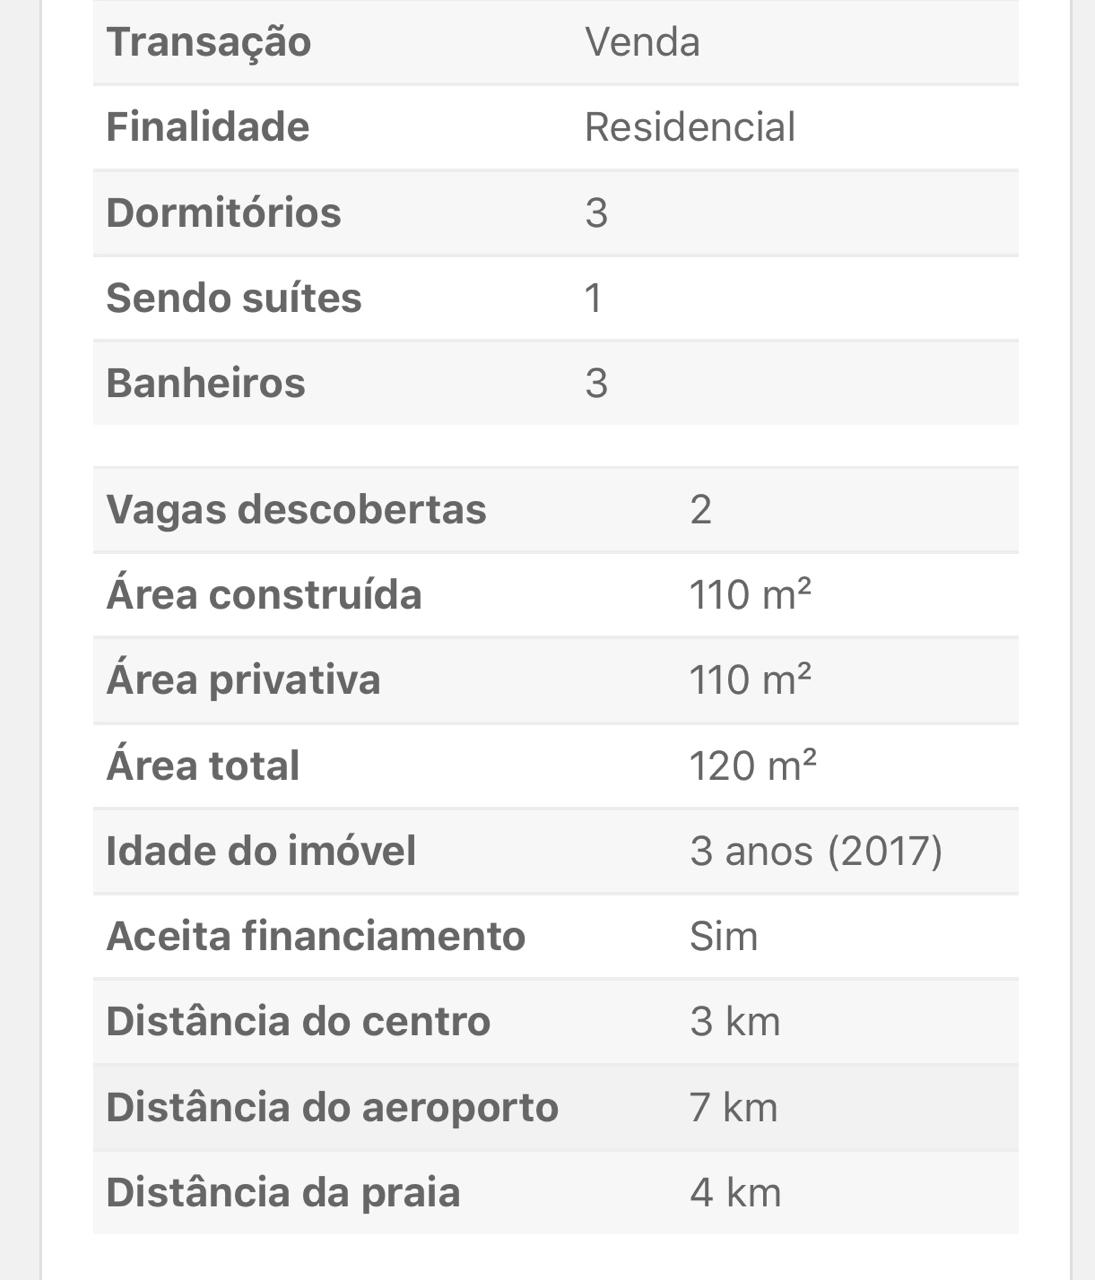 Transação Venda
Finalidade Residencial
Dormitórios 3
Sendo suítes 1
Banheiros 3
Vagas descobertas 2
Área construída 110 m²
Área privativa 110 m²
Área total 120 m²
Idade do imóvel 3 anos (2017)
Aceita financiamento Sim
Distância do centro 3 km
Distância do aeroporto 7 km
Distância da praia 4 km